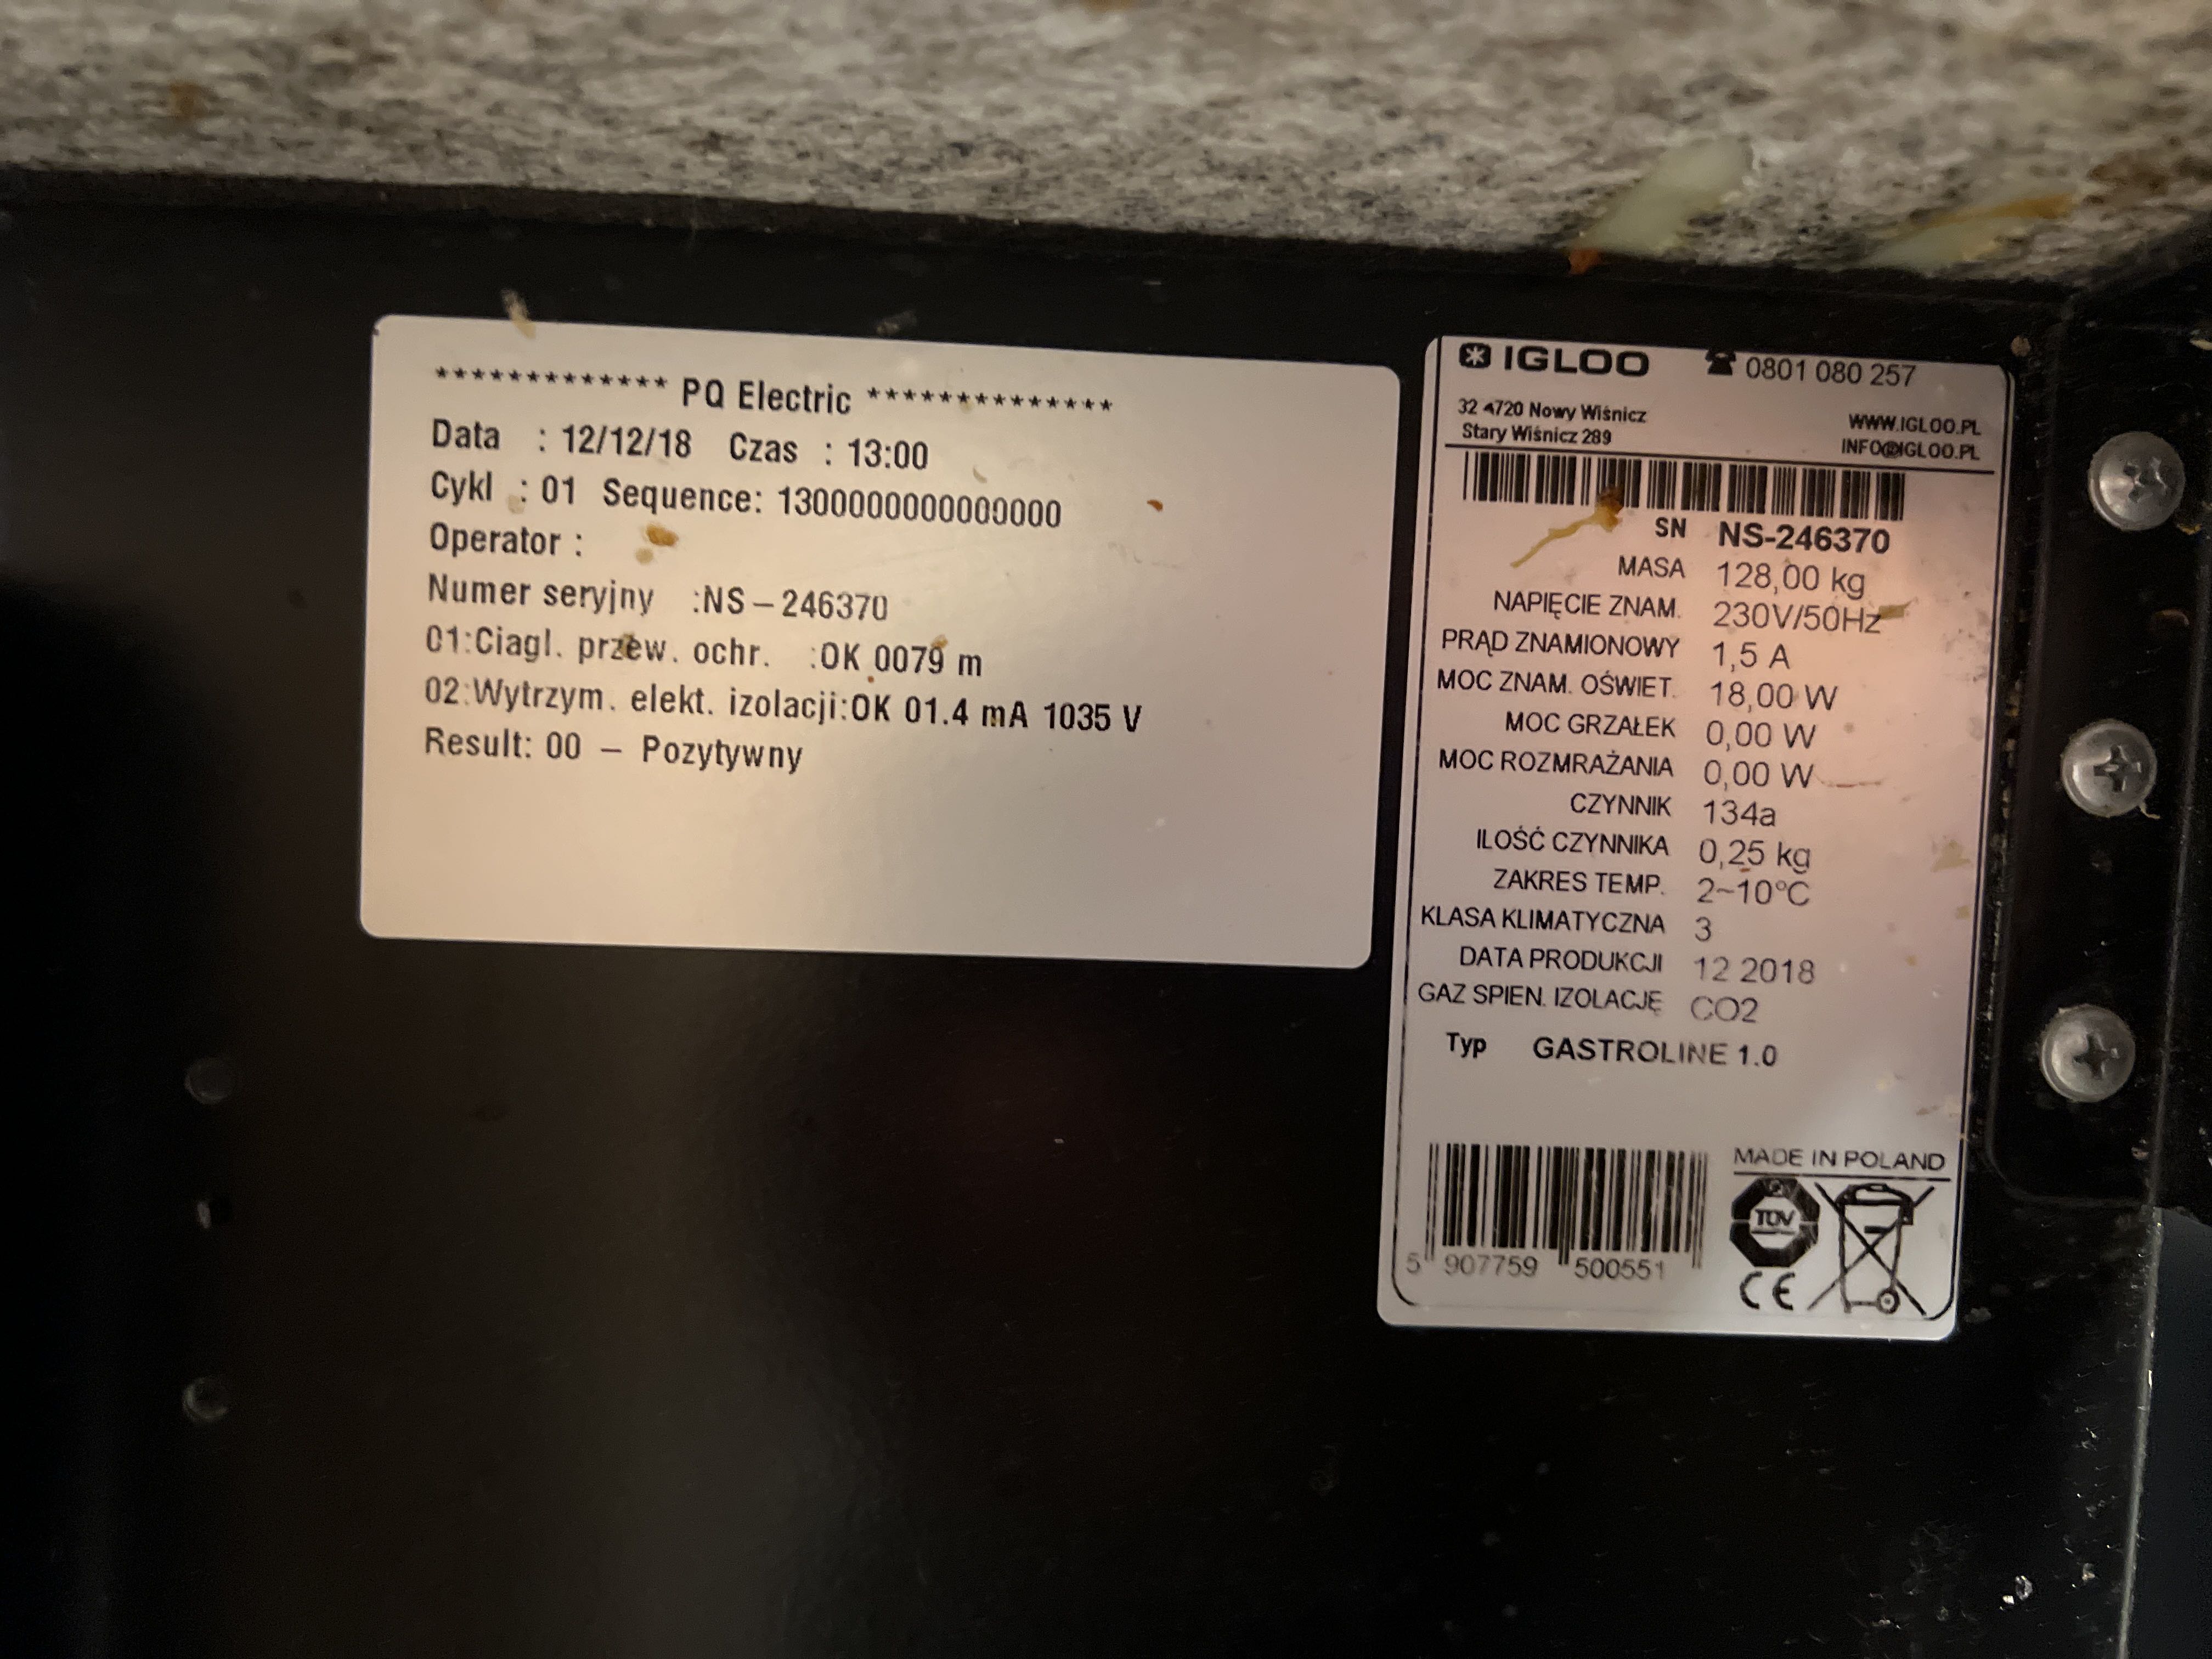 ************* PQ Electric **************
Data : 12/12/18 Czas : 13:00
Cykl : 01 Sequence: 1300000000000000
Operator :
Numer seryjny :NS-246370
01:Ciagl. przew. ochr. :OK 0079 m
02:Wytrzym. elekt. izolacji:OK 01.4 mA 1035 V
Result: 00 - Pozytywny
IGLOO 0801 080 257
32 4720 Nowy Wiśnicz WWW.IGLOO.PL
Stary Wiśnicz 289 INFO@IGLOO.PL
SN NS-246370
MASA 128,00 kg
NAPIĘCIE ZNAM. 230V/50Hz
PRĄD ZNAMIONOWY 1,5 A
MOC ZNAM. OŚWIET. 18,00 W
MOC GRZAŁEK 0,00 W
MOC ROZMRAŻANIA 0,00 W
CZYNNIK 134a
ILOŚĆ CZYNNIKA 0,25 kg
ZAKRES TEMP. 2~10°C
KLASA KLIMATYCZNA 3
DATA PRODUKCJI 12 2018
GAZ SPIEN. IZOLACJĘ CO2
Typ GASTROLINE 1.0
MADE IN POLAND
TÜV
CE
5 907759 500551